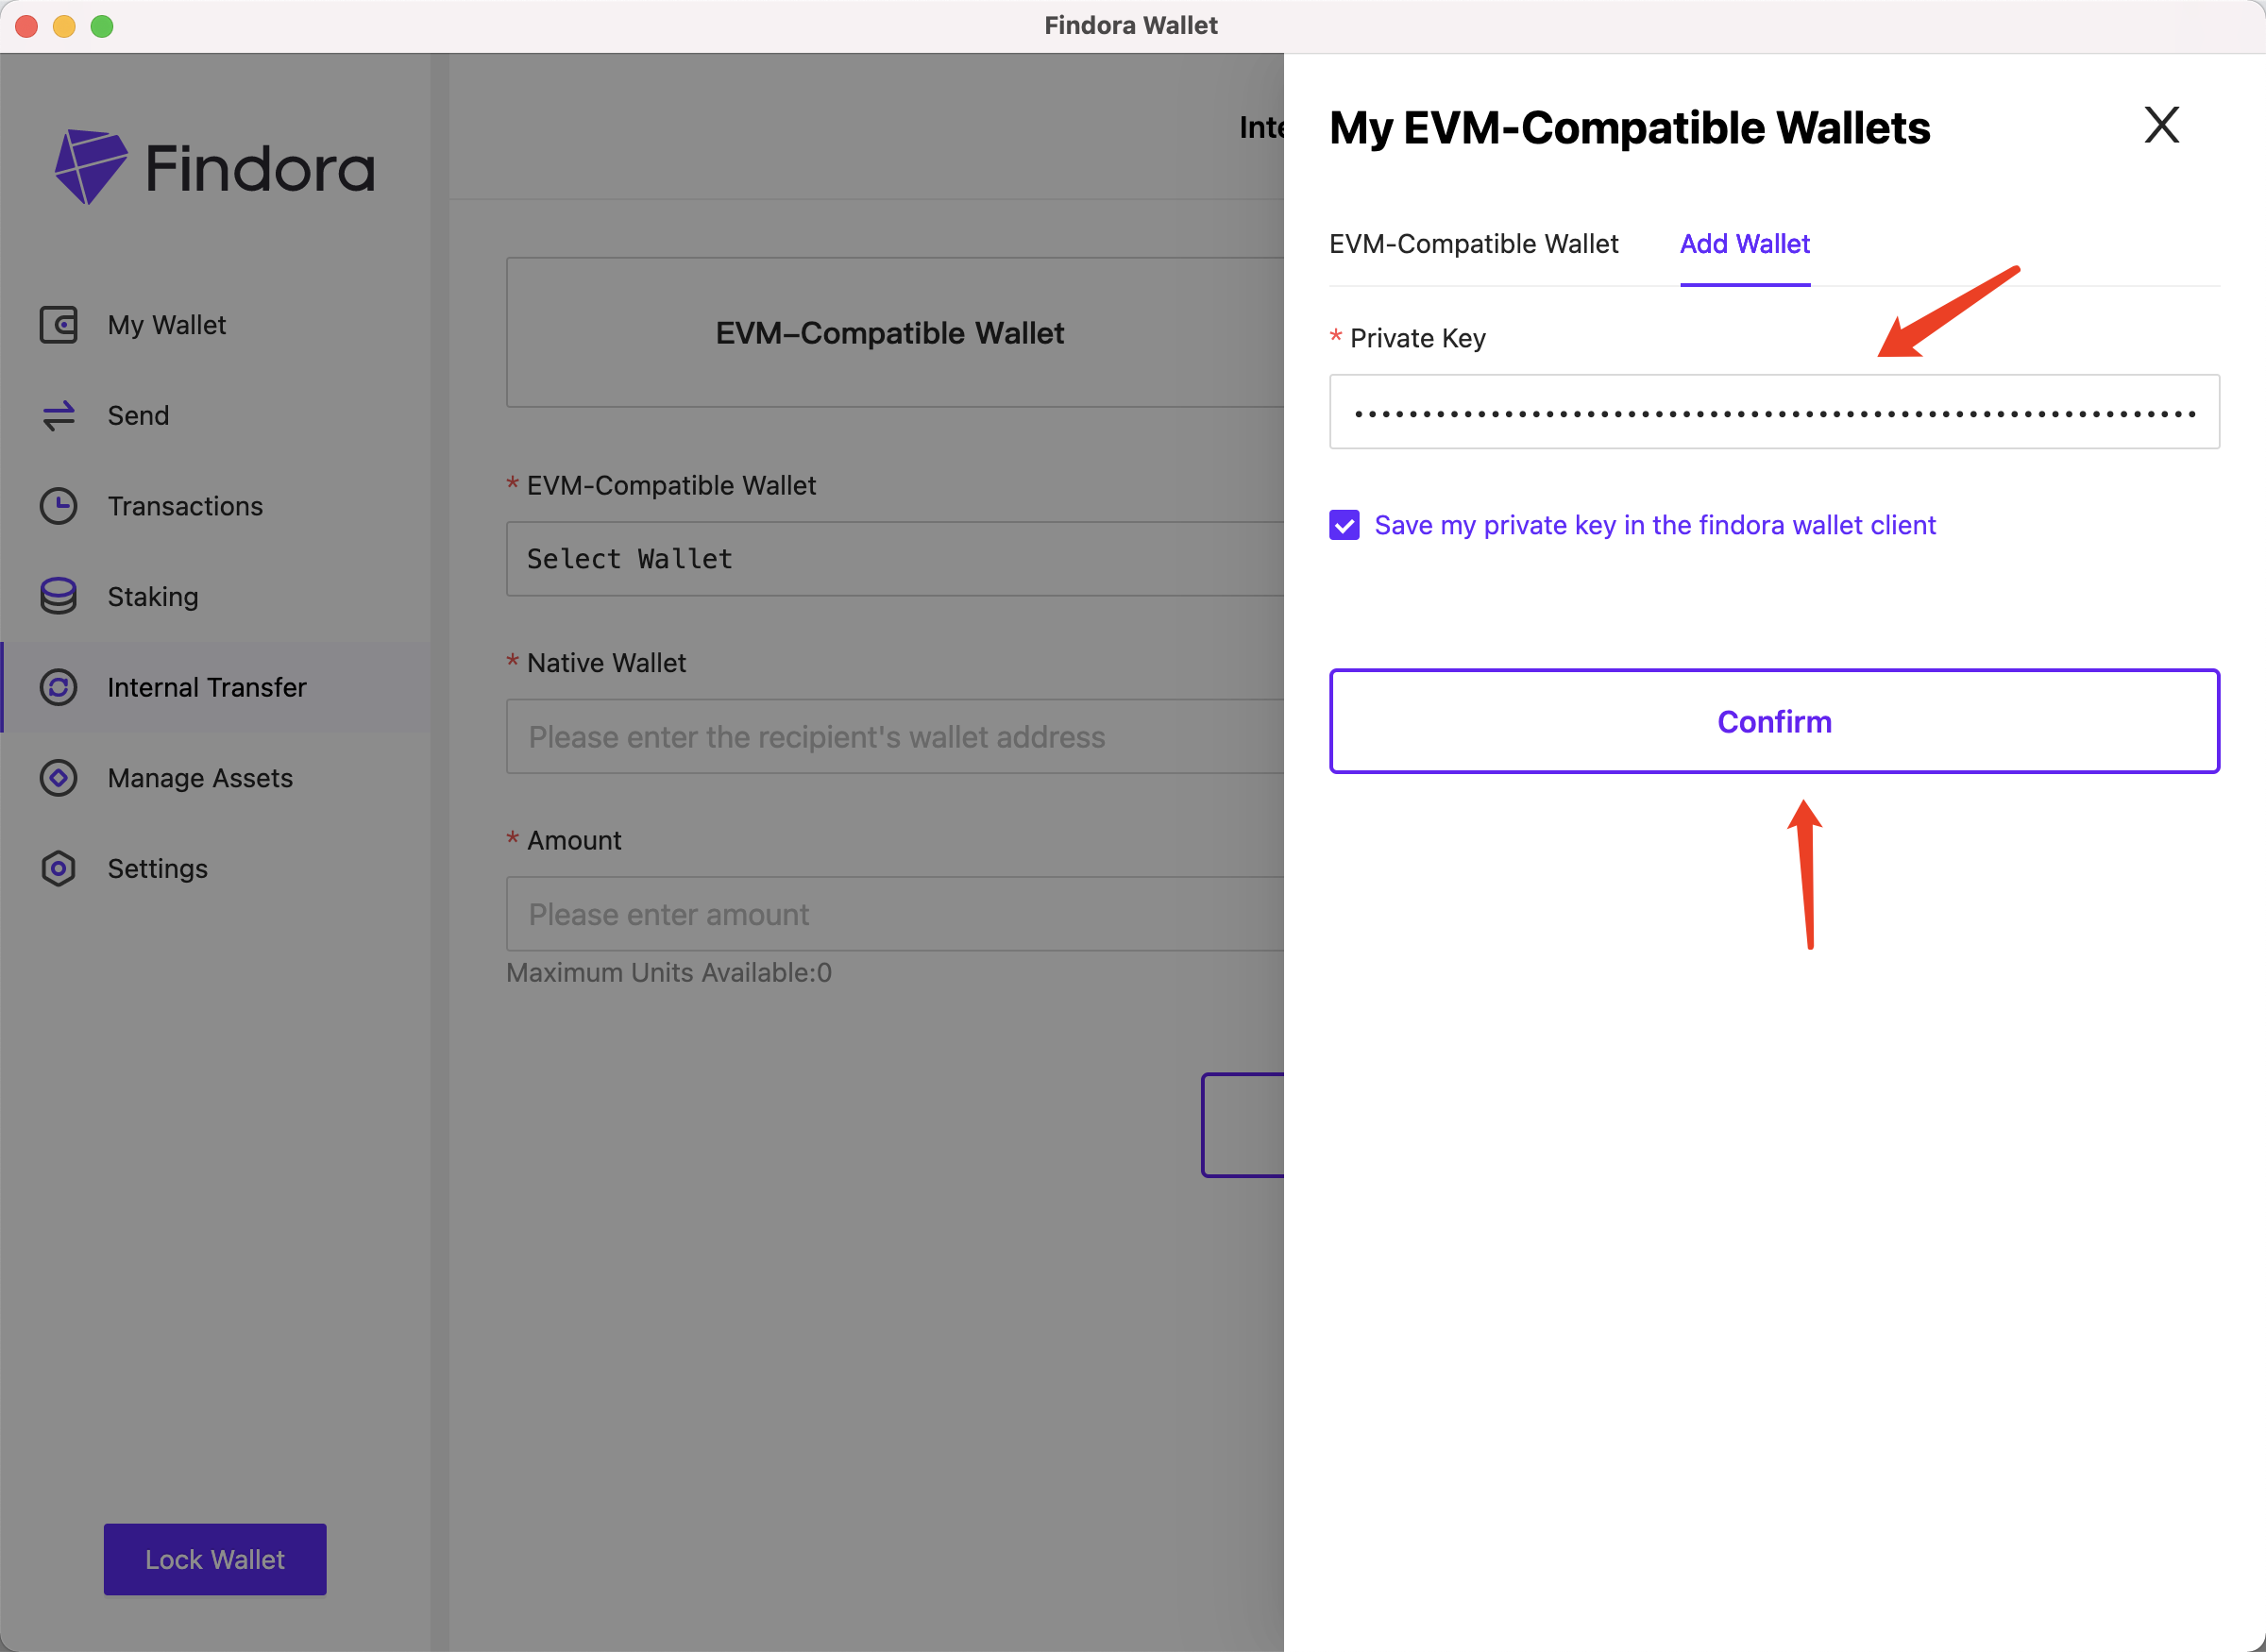 Findora Wallet
Findora
My Wallet
Send
Transactions
Staking
Internal Transfer
Manage Assets
Settings
Lock Wallet
Inte
EVM–Compatible Wallet
* EVM-Compatible Wallet
Select Wallet
* Native Wallet
Please enter the recipient's wallet address
* Amount
Please enter amount
Maximum Units Available:0
My EVM-Compatible Wallets
X
EVM-Compatible Wallet Add Wallet
* Private Key
Save my private key in the findora wallet client
Confirm